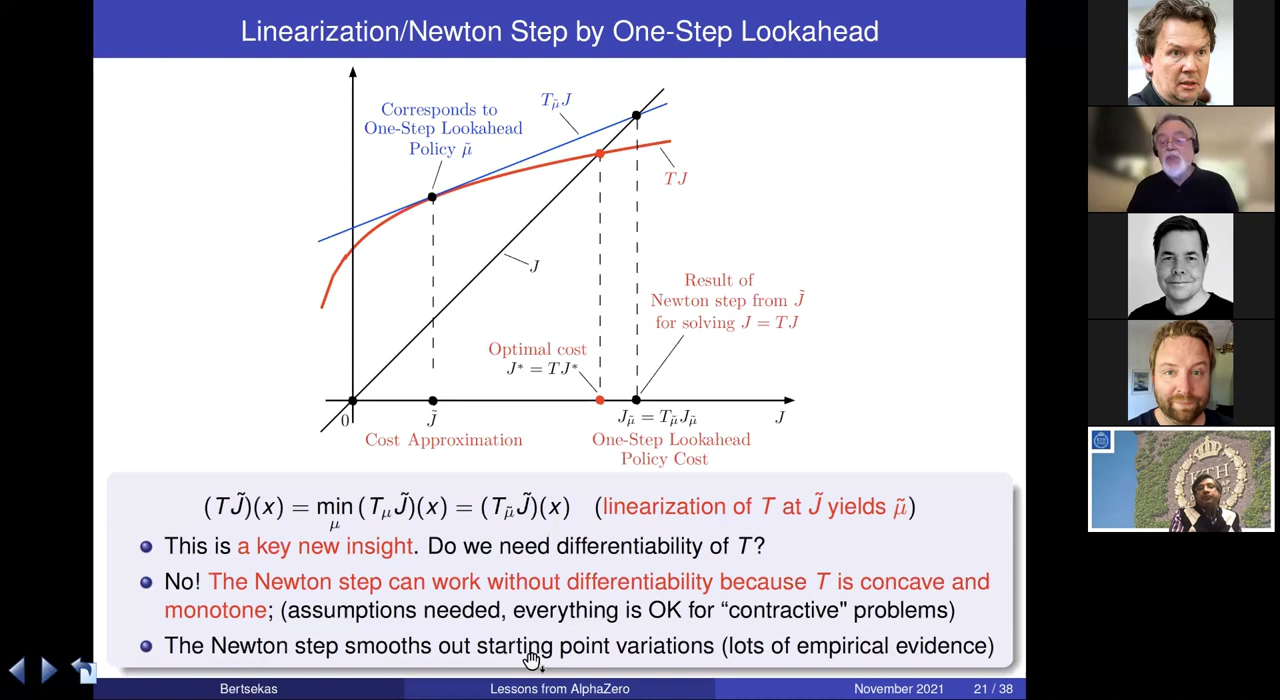 Linearization/Newton Step by One-Step Lookahead
Corresponds to
One-Step Lookahead
Policy μ̃
T_μ̃ J
TJ
J
Result of
Newton step from J̃
for solving J = TJ
Optimal cost
J* = TJ*
0
J̃
J_μ̃ = T_μ̃ J_μ̃
J
Cost Approximation
One-Step Lookahead
Policy Cost
(TJ̃)(x) = min_μ (T_μ J̃)(x) = (T_μ̃ J̃)(x) (linearization of T at J̃ yields μ̃)
This is a key new insight. Do we need differentiability of T?
No! The Newton step can work without differentiability because T is concave and
monotone; (assumptions needed, everything is OK for “contractive" problems)
The Newton step smooths out starting point variations (lots of empirical evidence)
Bertsekas
Lessons from AlphaZero
November 2021
21 / 38
KTH
KTH